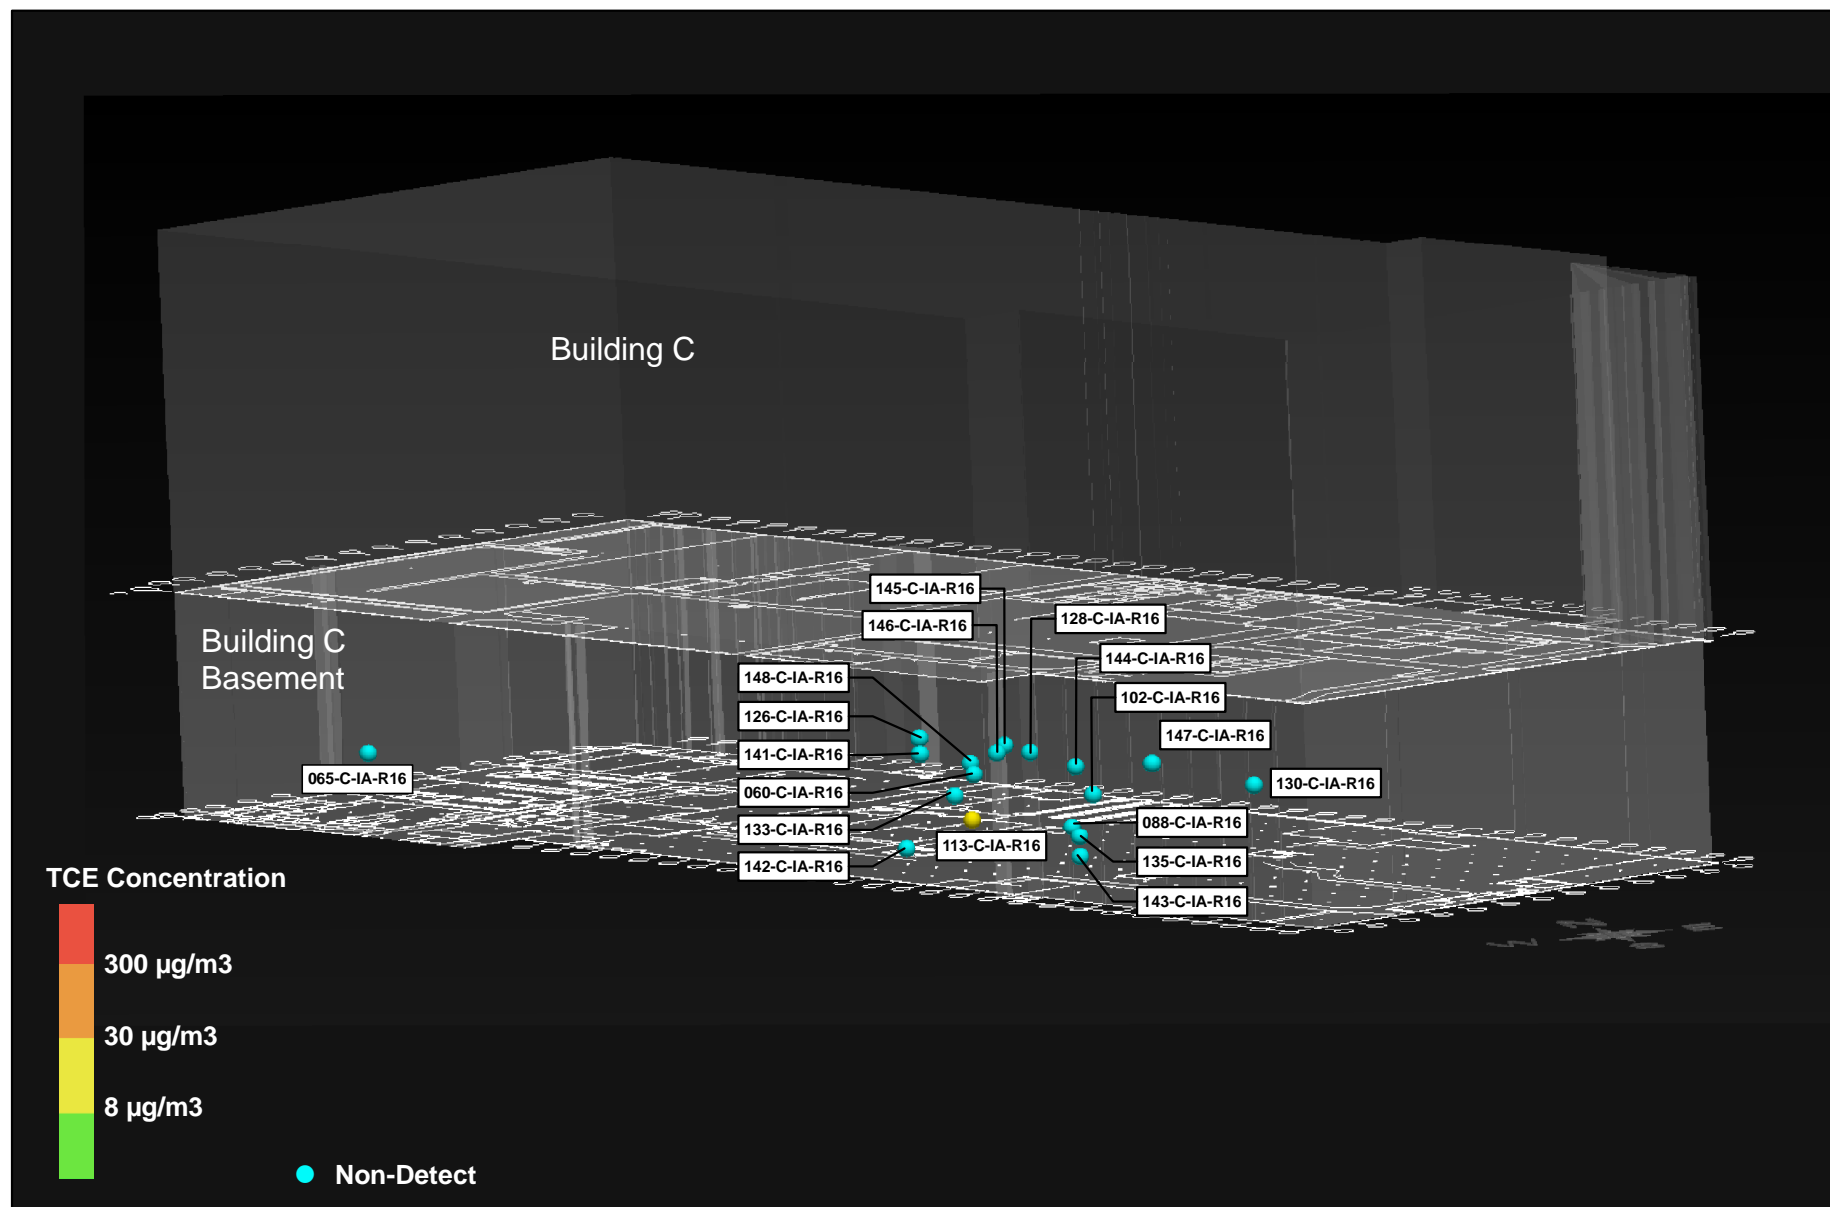 Building C
145-C-IA-R16
146-C-IA-R16
128-C-IA-R16
Building C
Basement
144-C-IA-R16
148-C-IA-R16
102-C-IA-R16
126-C-IA-R16
147-C-IA-R16
141-C-IA-R16
065-C-IA-R16
130-C-IA-R16
060-C-IA-R16
088-C-IA-R16
133-C-IA-R16
113-C-IA-R16
135-C-IA-R16
142-C-IA-R16
143-C-IA-R16
N
W
E
S
TCE Concentration
300 µg/m3
30 µg/m3
8 µg/m3
Non-Detect